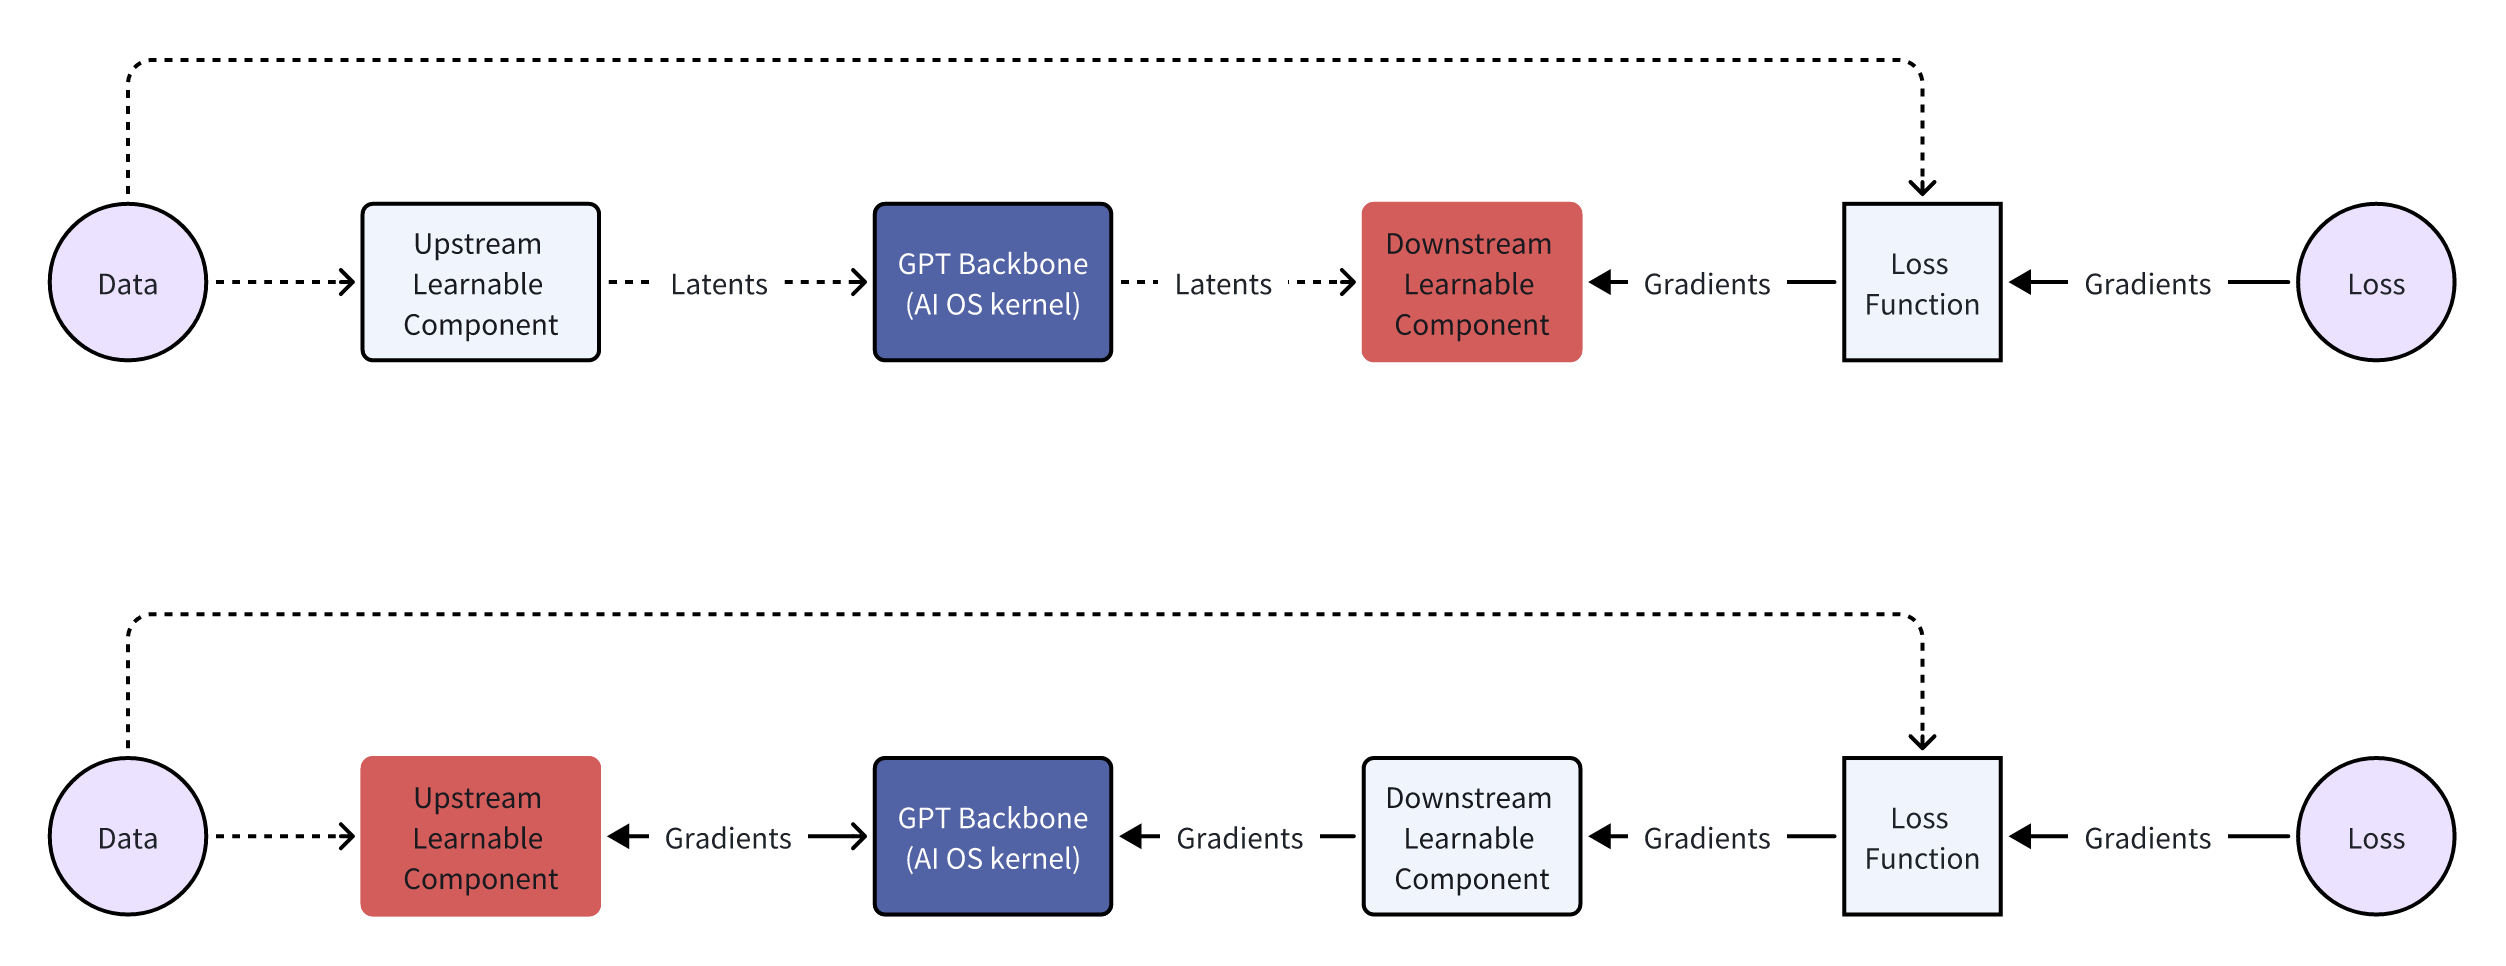 Data
Upstream
Learnable
Component
Latents
GPT Backbone
(AI OS kernel)
Latents
Downstream
Learnable
Component
Gradients
Loss
Function
Gradients
Loss
Data
Upstream
Learnable
Component
Gradients
GPT Backbone
(AI OS kernel)
Gradients
Downstream
Learnable
Component
Gradients
Loss
Function
Gradients
Loss